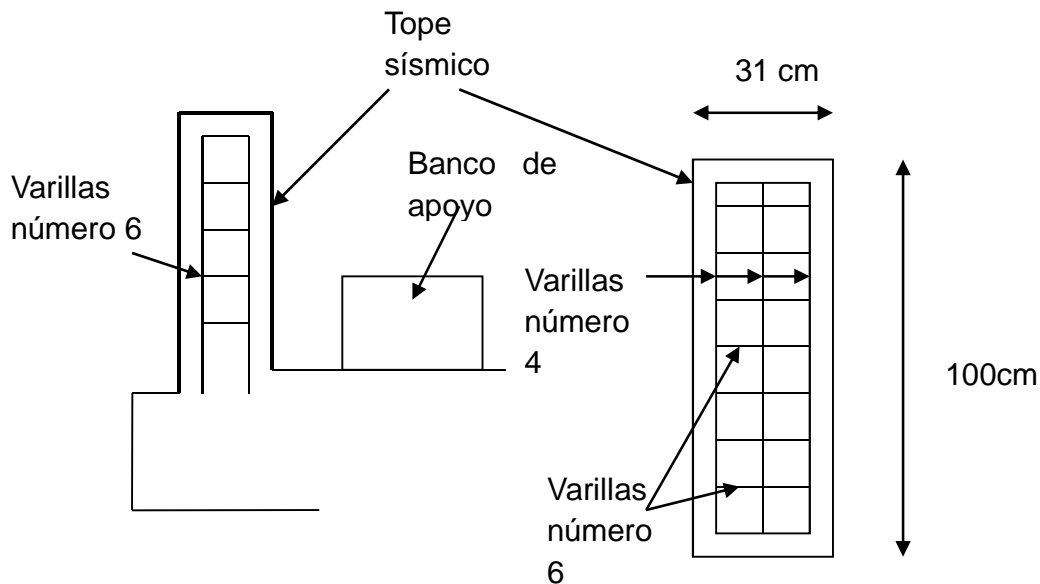 Tope
sísmico
31 cm
Banco de
apoyo
Varillas
número 6
Varillas
número
4
100cm
Varillas
número
6